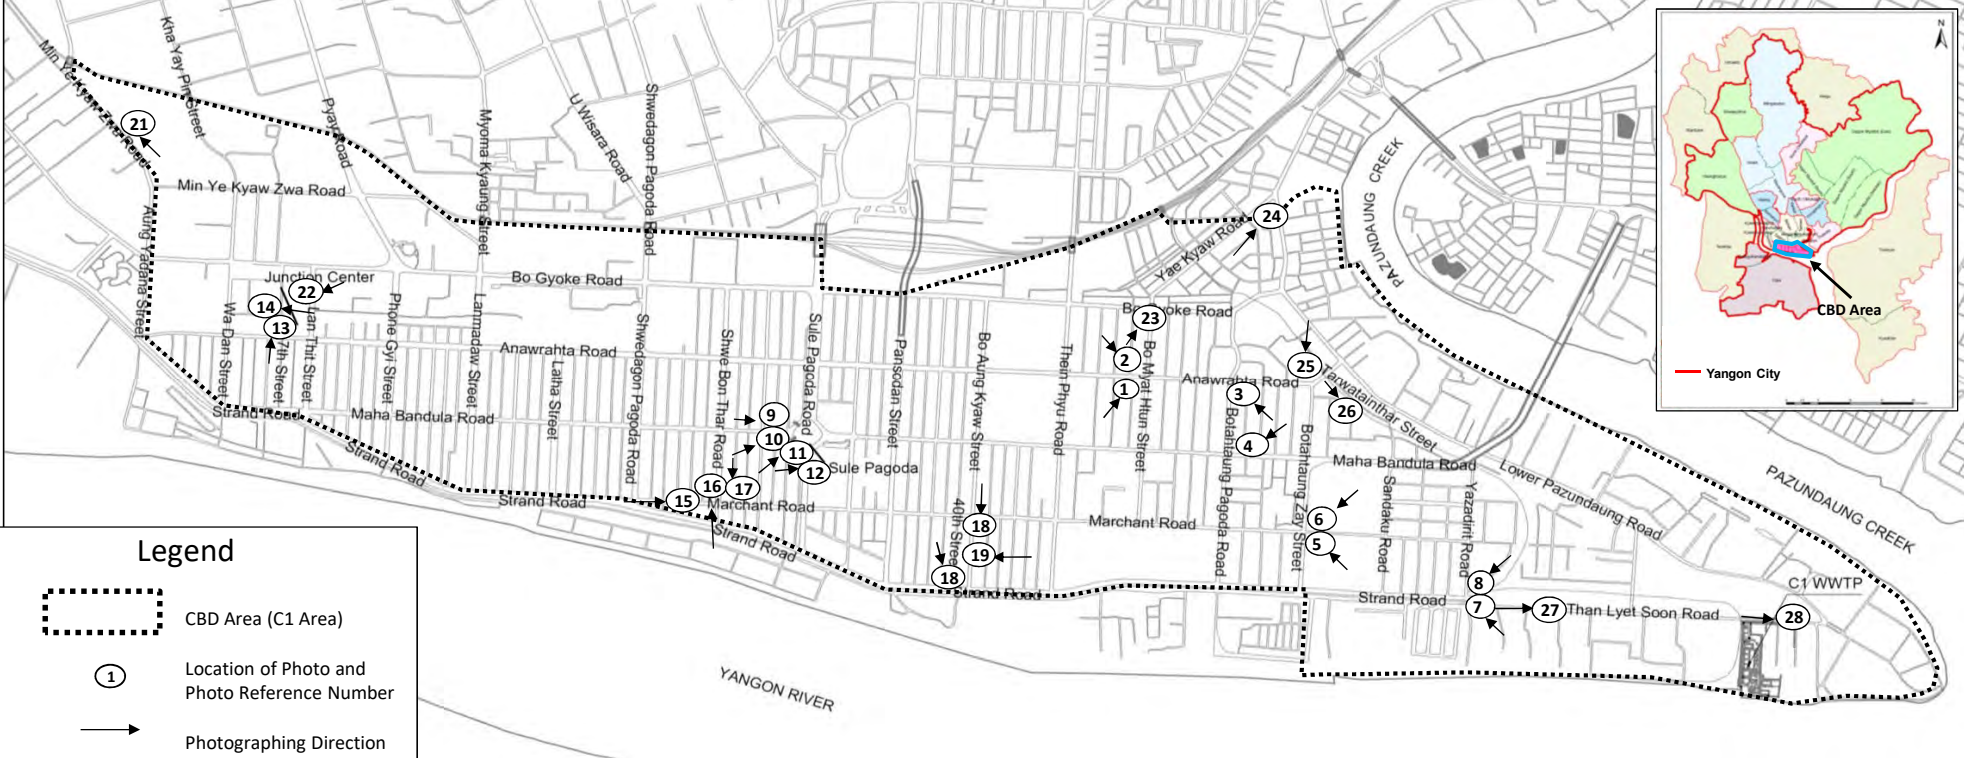 Min Ye Kyaw Zwa Road
Kha Yay Pin Street
Pyay Road
Myoma Kyaung Street
U Wisara Road
Shwedagon Pagoda Road
21
Min Ye Kyaw Zwa Road
Aung Yadana Street
Junction Center
Bo Gyoke Road
14
22
13
Wa Dan Street
17th Street
Lan Thit Street
Phone Gyi Street
Lanmadaw Street
Anawrahta Road
Latha Street
Shwedagon Pagoda Road
Shwe Bon Thar Road
Sule Pagoda Road
Pansodan Street
Bo Aung Kyaw Street
Thein Phyu Road
Bo Myat Htun Street
Yae Kyaw Road
24
Bo Gyoke Road
23
2
1
Anawrahta Road
3
4
25
26
Tarwatainthar Street
PAZUNDAUNG CREEK
Strand Road
Maha Bandula Road
Strand Road
9
10
11
12
Sule Pagoda
Botahtaung Pagoda Road
Botahtaung Zay Street
Maha Bandula Road
Sandaku Road
Yazadirit Road
Lower Pazundaung Road
PAZUNDAUNG CREEK
Strand Road
15
16
17
Marchant Road
Strand Road
40th Street
18
19
18
Strand Road
Marchant Road
6
5
8
7
Strand Road
27
Than Lyet Soon Road
28
C1 WWTP
YANGON RIVER
Legend
CBD Area (C1 Area)
1
Location of Photo and
Photo Reference Number
Photographing Direction
N
CBD Area
Yangon City